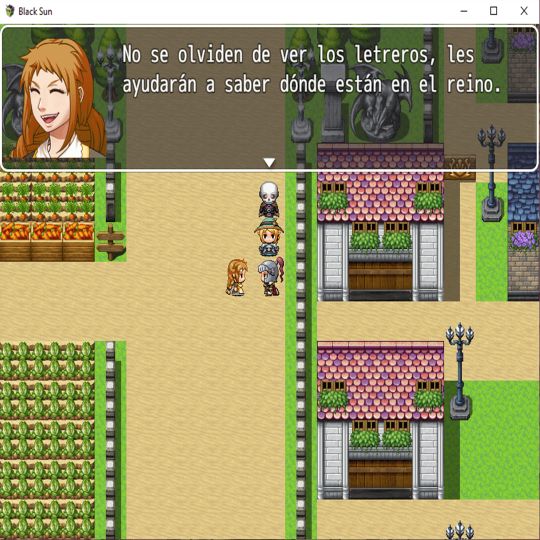 Black Sun
No se olviden de ver los letreros, les
ayudarán a saber dónde están en el reino.